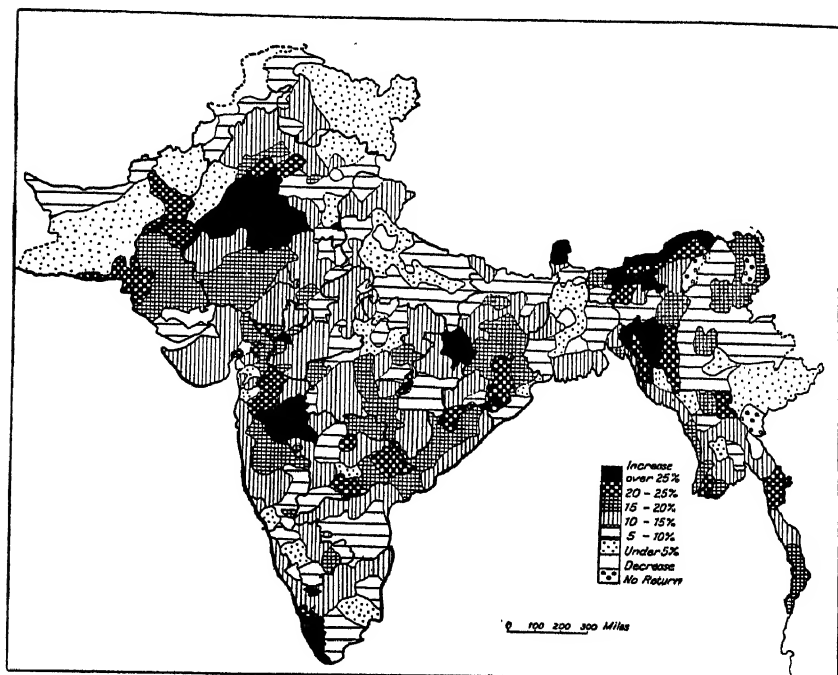 Increase
over 25%
20 - 25%
15 - 20%
10 - 15%
5 - 10%
Under 5%
Decrease
No Return
0 100 200 300 Miles